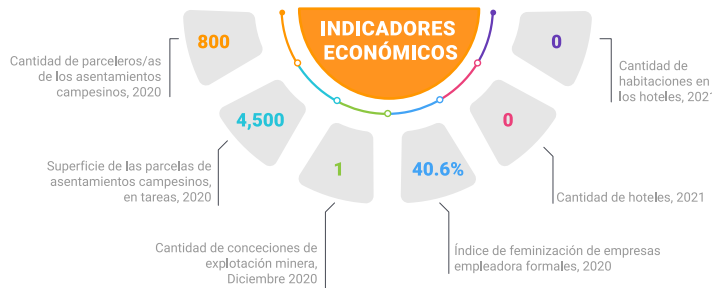 INDICADORES
ECONÓMICOS
800
Cantidad de parceleros/as
de los asentamientos
campesinos, 2020
4,500
Superficie de las parcelas de
asentamientos campesinos,
en tareas, 2020
1
Cantidad de conceciones de
explotación minera,
Diciembre 2020
40.6%
Índice de feminización de empresas
empleadora formales, 2020
0
Cantidad de hoteles, 2021
0
Cantidad de
habitaciones en
los hoteles, 2021